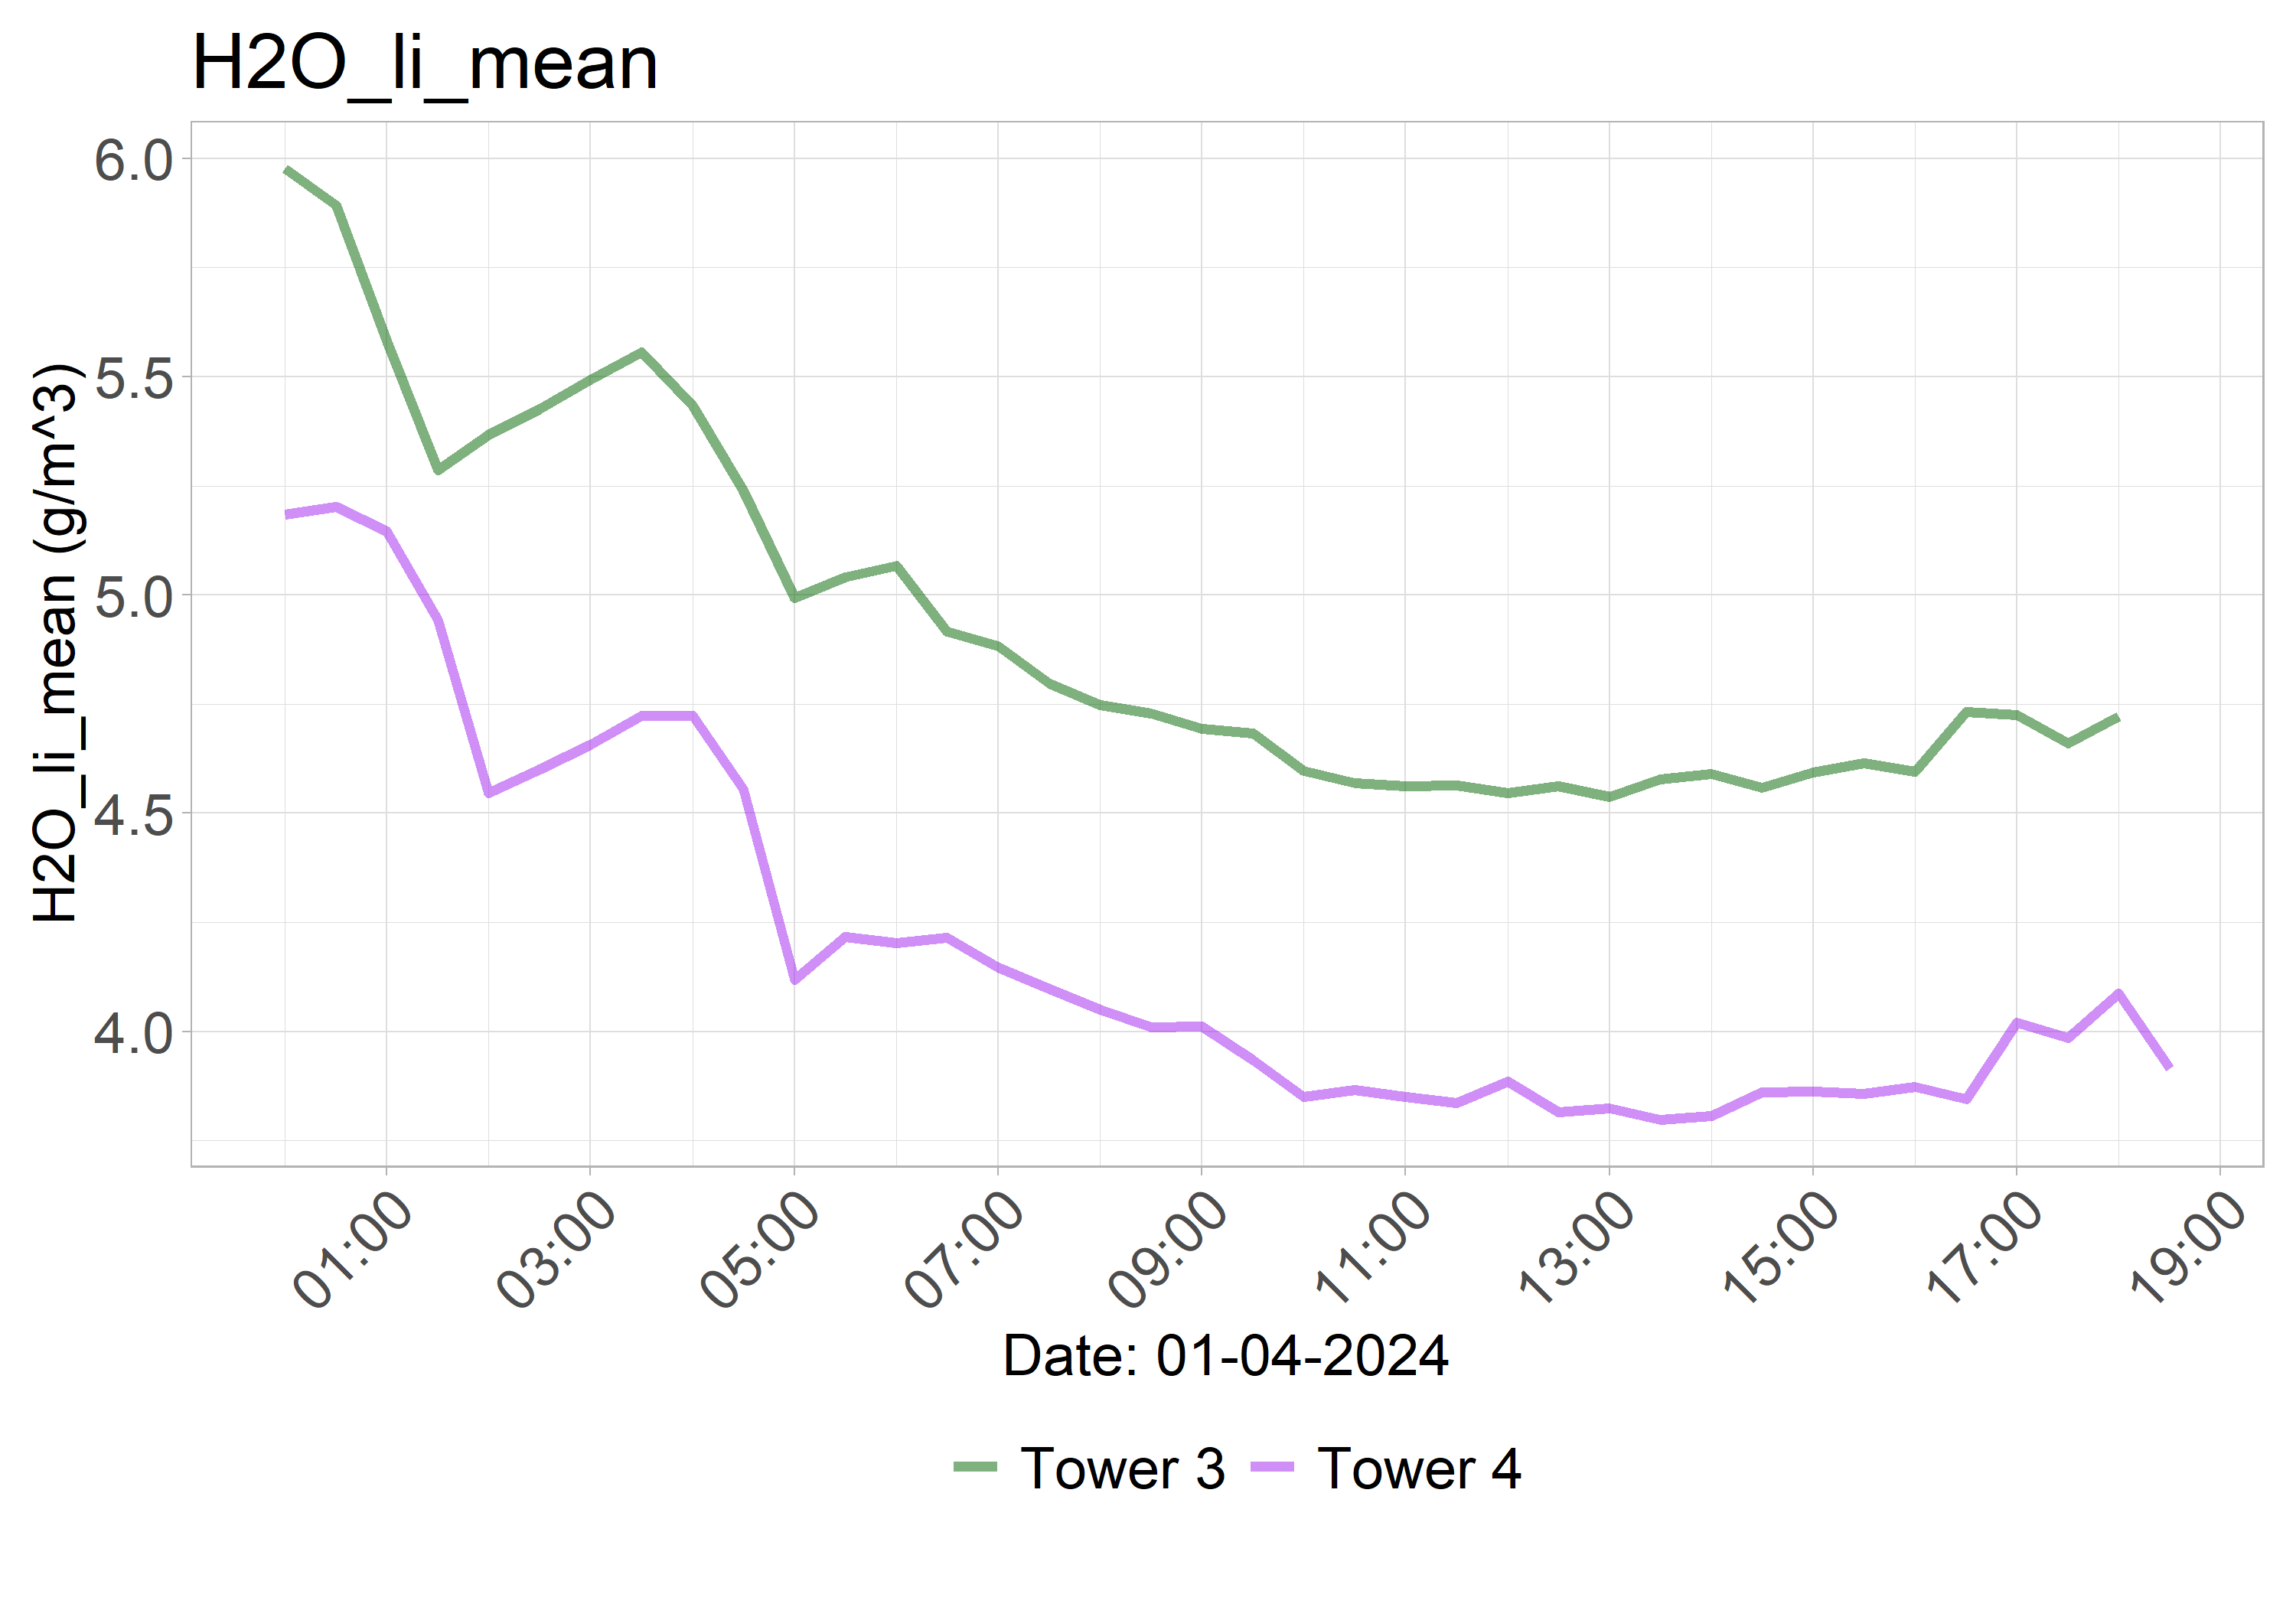 H2O_li_mean
H2O_li_mean (g/m^3)
6.0
5.5
5.0
4.5
4.0
01:00 03:00 05:00 07:00 09:00 11:00 13:00 15:00 17:00 19:00
Date: 01-04-2024
Tower 3 Tower 4